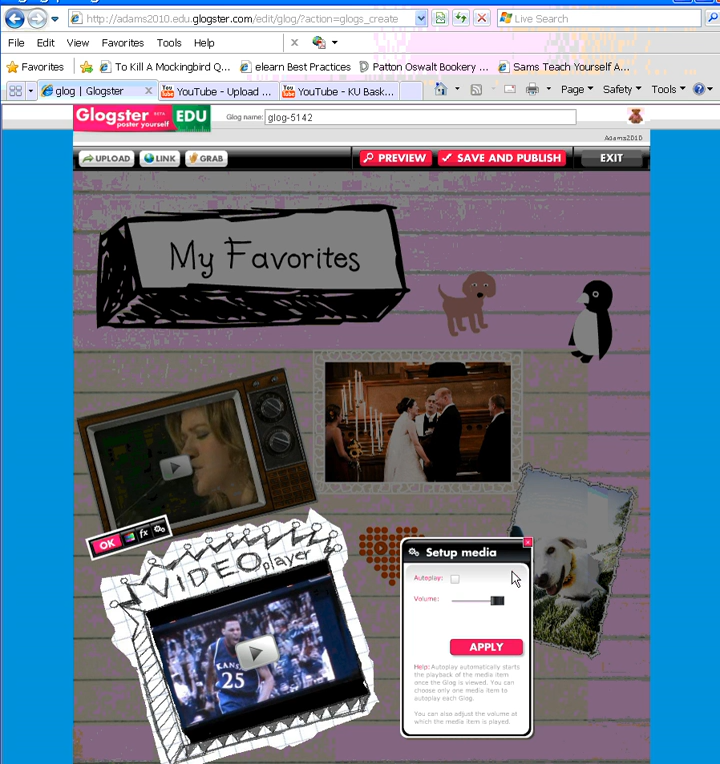 http://adams2010.edu.glogster.com/edit/glog/?action=glogs_create
Live Search
File Edit View Favorites Tools Help
Favorites To Kill A Mockingbird Q... elearn Best Practices Patton Oswalt Bookery ... Sams Teach Yourself A...
glog | Glogster YouTube - Upload ... YouTube - KU Bask... Page Safety Tools
Glogster BETA EDU
poster yourself
Glog name: glog-5142
Adams2010
UPLOAD LINK GRAB PREVIEW SAVE AND PUBLISH EXIT
My Favorites
OK fx
VIDEO player
KANSAS
25
Setup media
Autoplay:
Volume:
APPLY
Help: Autoplay automatically starts
the playback of the media item
once the Glog is viewed. You can
choose only one media item to
autoplay each Glog.
You can also adjust the volume at
which the media item is played.